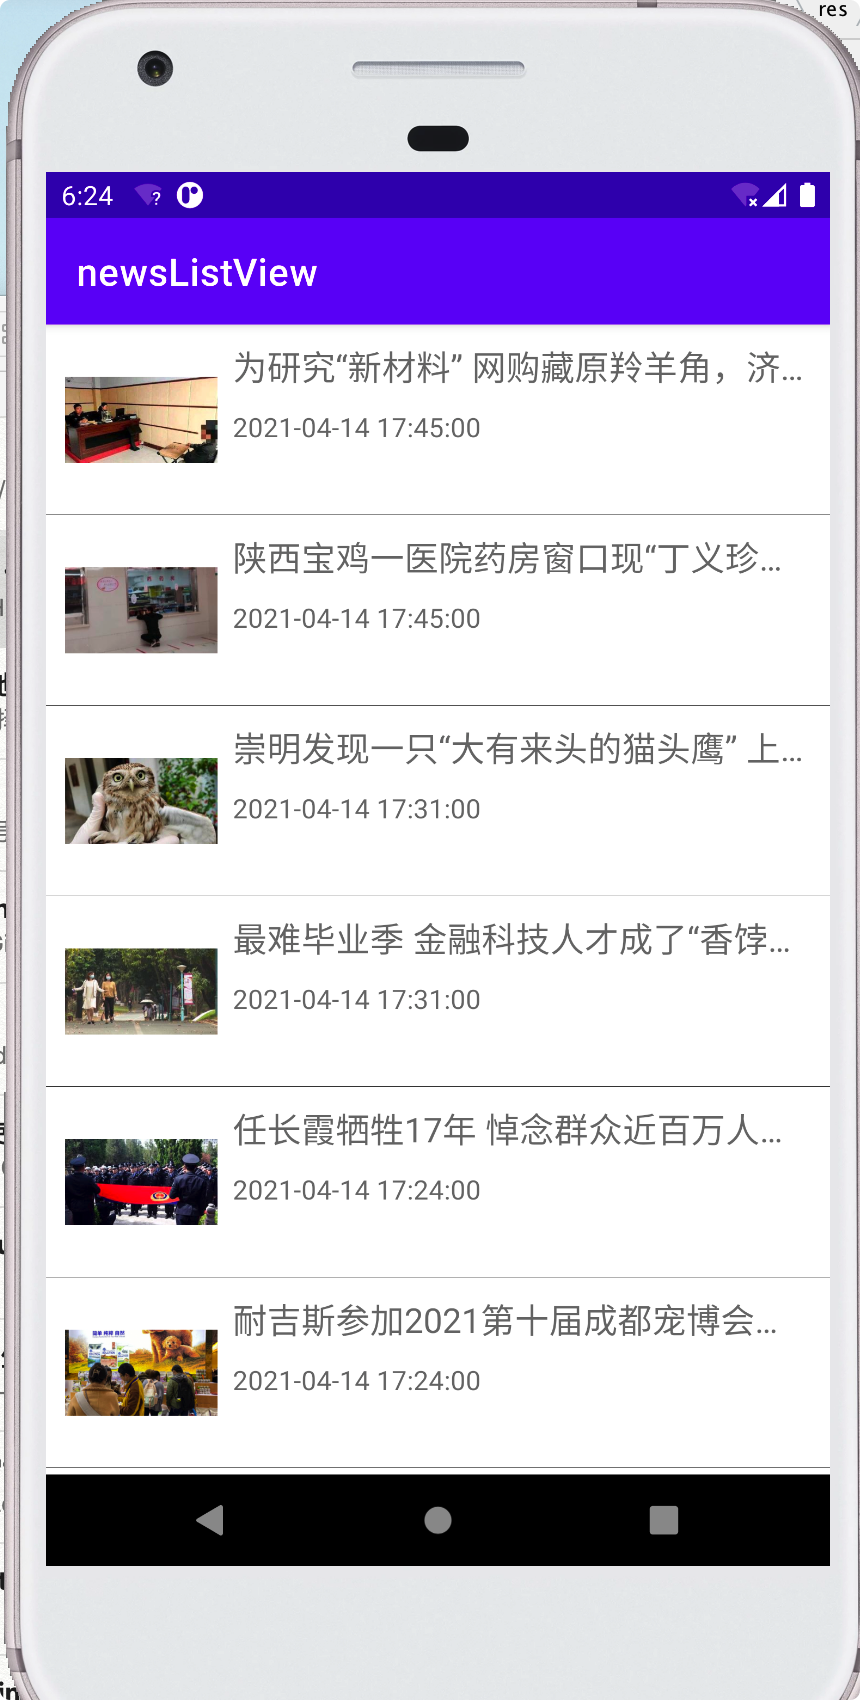 res
6:24
newsListView
为研究“新材料” 网购藏原羚羊角，济...
2021-04-14 17:45:00
陕西宝鸡一医院药房窗口现“丁义珍...
2021-04-14 17:45:00
崇明发现一只“大有来头的猫头鹰” 上...
2021-04-14 17:31:00
最难毕业季 金融科技人才成了“香饽...
2021-04-14 17:31:00
任长霞牺牲17年 悼念群众近百万人...
2021-04-14 17:24:00
耐吉斯参加2021第十届成都宠博会...
2021-04-14 17:24:00